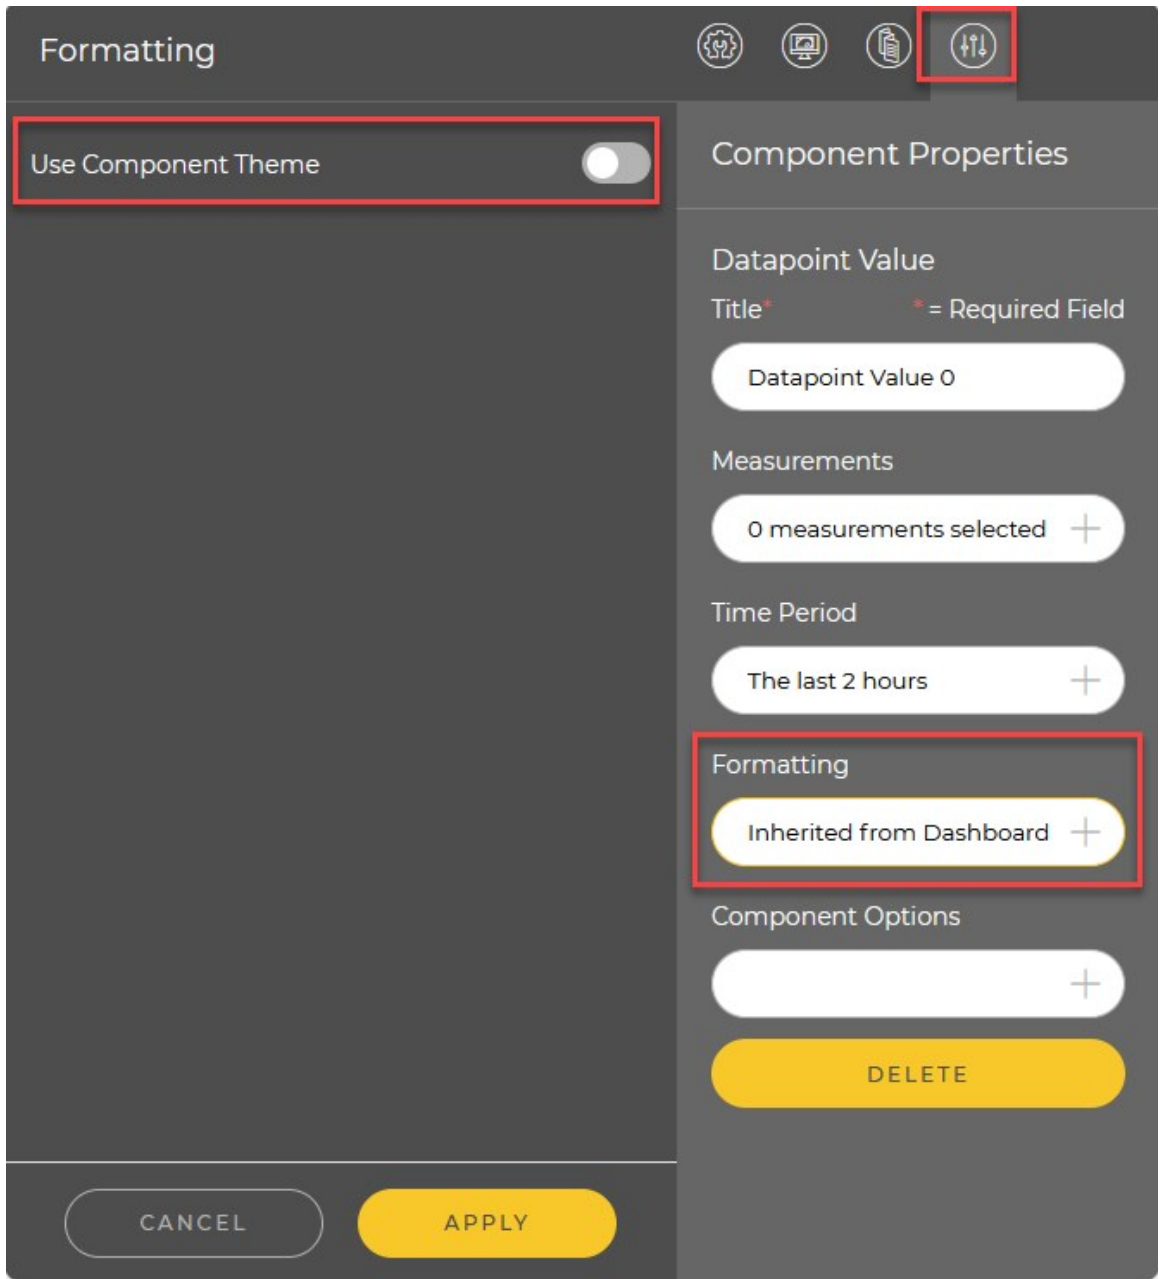 Formatting
Use Component Theme
CANCEL
APPLY
Component Properties
Datapoint Value
Title* * = Required Field
Datapoint Value 0
Measurements
0 measurements selected
Time Period
The last 2 hours
Formatting
Inherited from Dashboard
Component Options
DELETE